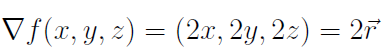 ∇f(x, y, z) = (2x, 2y, 2z) = 2r⃗